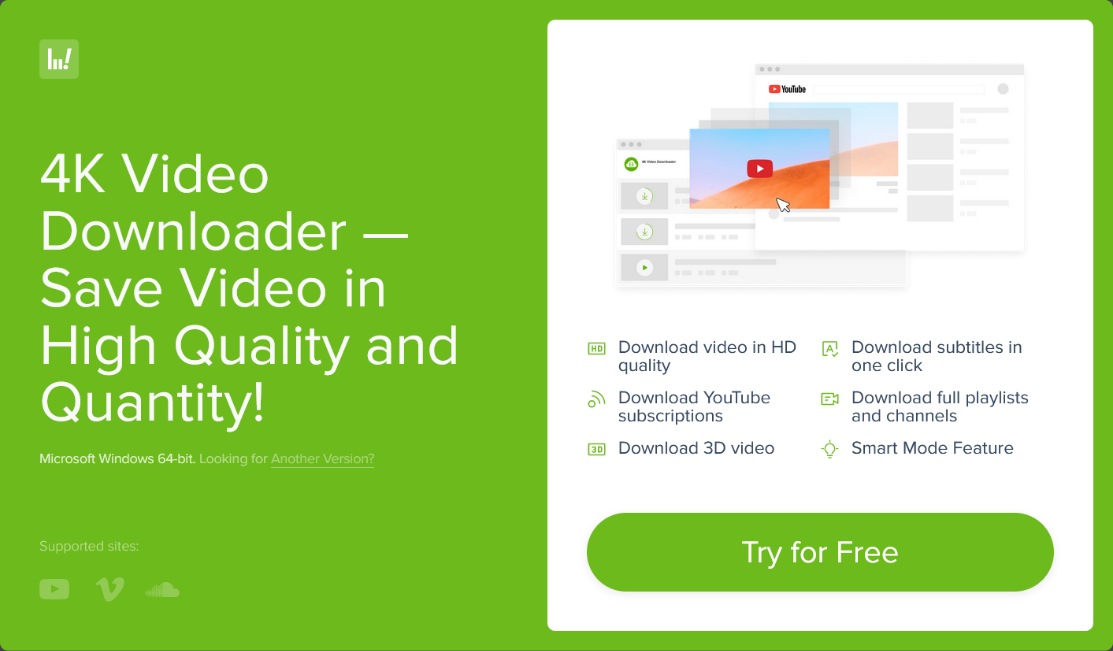 4K Video
Downloader —
Save Video in
High Quality and
Quantity!
Microsoft Windows 64-bit. Looking for Another Version?
Supported sites:
YouTube
4K Video Downloader
HD
Download video in HD
quality
Download YouTube
subscriptions
3D
Download 3D video
A
Download subtitles in
one click
Download full playlists
and channels
Smart Mode Feature
Try for Free